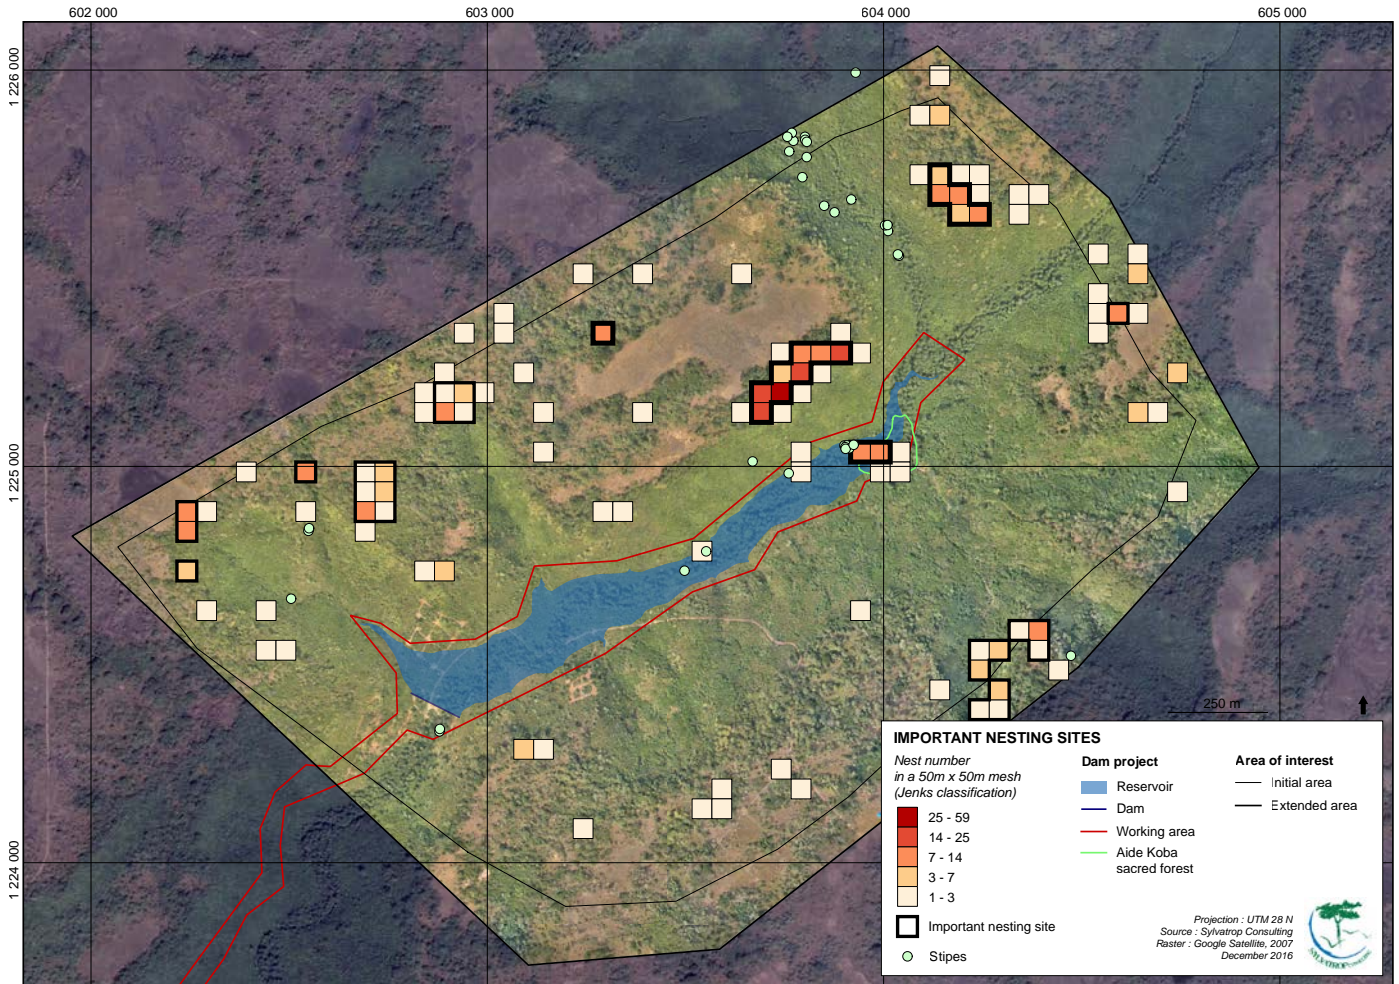 602 000
603 000
604 000
605 000
1 226 000
1 225 000
1 224 000
250 m
IMPORTANT NESTING SITES
Nest number
in a 50m x 50m mesh
(Jenks classification)
25 - 59
14 - 25
7 - 14
3 - 7
1 - 3
Important nesting site
Stipes
Dam project
Reservoir
Dam
Working area
Aide Koba
sacred forest
Area of interest
Initial area
Extended area
Projection : UTM 28 N
Source : Sylvatrop Consulting
Raster : Google Satellite, 2007
December 2016
SYLVATROP CONSULTING